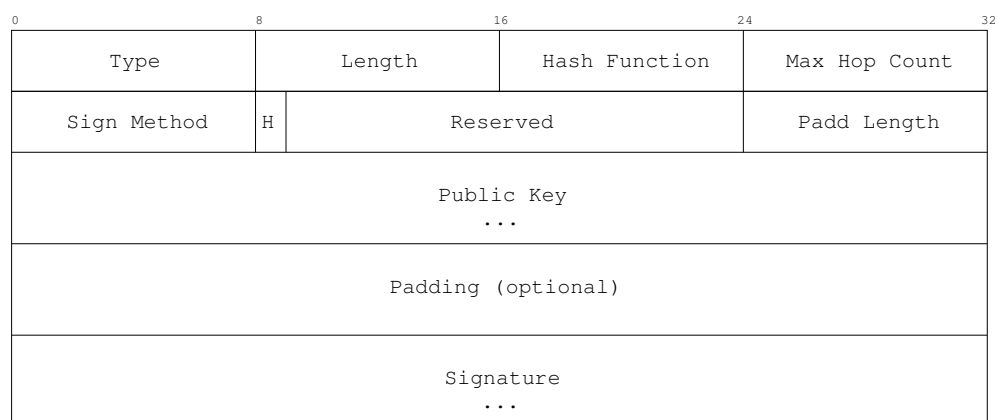 0 8 16 24 32
Type Length Hash Function Max Hop Count
Sign Method H Reserved Padd Length
Public Key
...
Padding (optional)
Signature
...